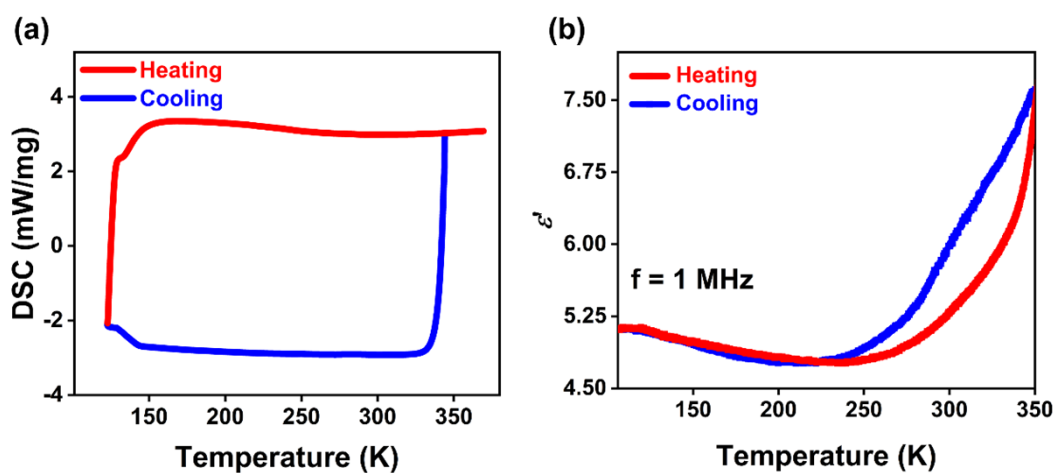 (a)
Heating
Cooling
DSC (mW/mg)
4
2
0
-2
-4
150
200
250
300
350
Temperature (K)
(b)
Heating
Cooling
ε'
7.50
6.75
6.00
5.25
4.50
f = 1 MHz
150
200
250
300
350
Temperature (K)